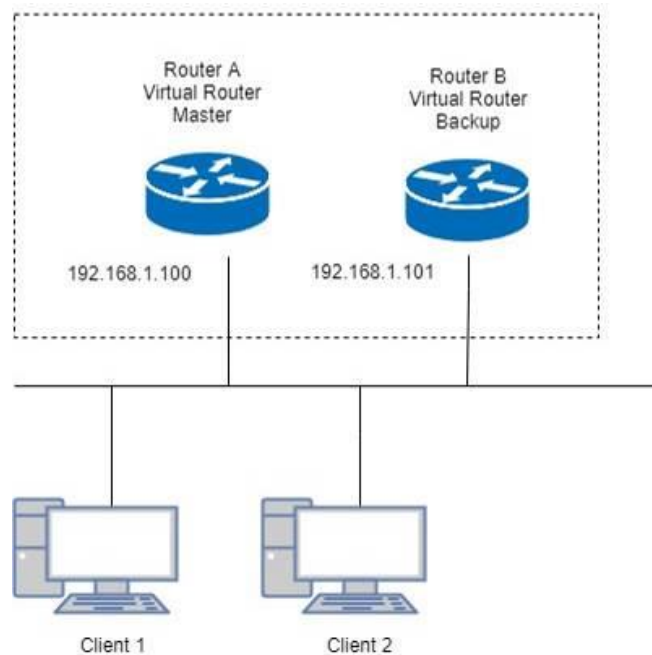 Router A
Virtual Router
Master
Router B
Virtual Router
Backup
192.168.1.100
192.168.1.101
Client 1
Client 2